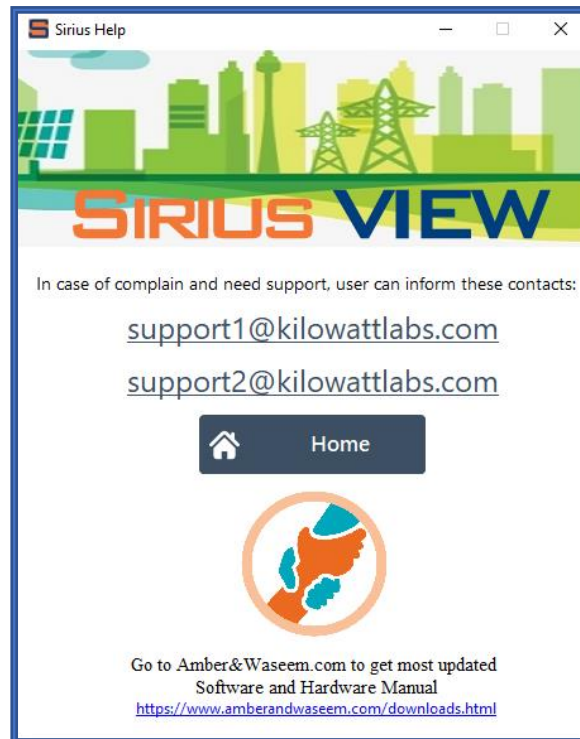 Sirius Help
SIRIUS VIEW
In case of complain and need support, user can inform these contacts:
support1@kilowattlabs.com
support2@kilowattlabs.com
Home
Go to Amber&Waseem.com to get most updated
Software and Hardware Manual
https://www.amberandwaseem.com/downloads.html